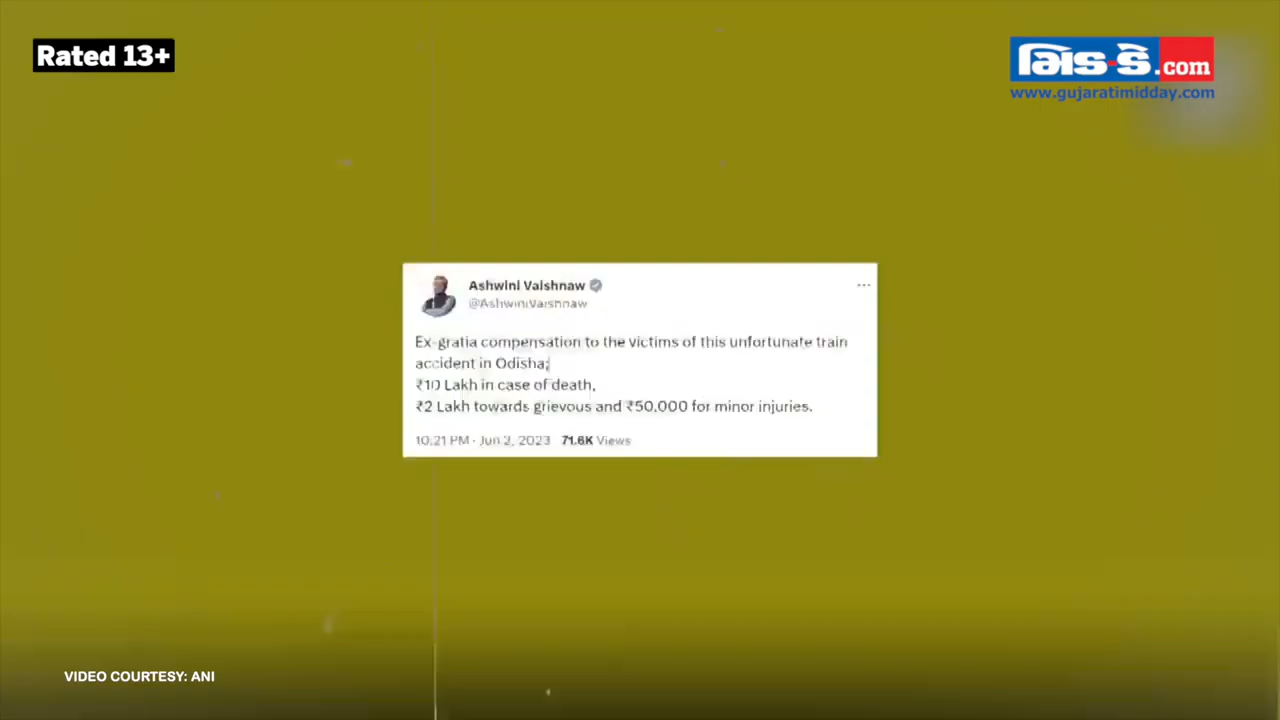 Rated 13+
મિડ-ડે.com
www.gujaratimidday.com
Ashwini Vaishnaw
@AshwiniVaishnaw
Ex-gratia compensation to the victims of this unfortunate train
accident in Odisha;
₹10 Lakh in case of death,
₹2 Lakh towards grievous and ₹50,000 for minor injuries.
10:21 PM · Jun 2, 2023 71.6K Views
VIDEO COURTESY: ANI